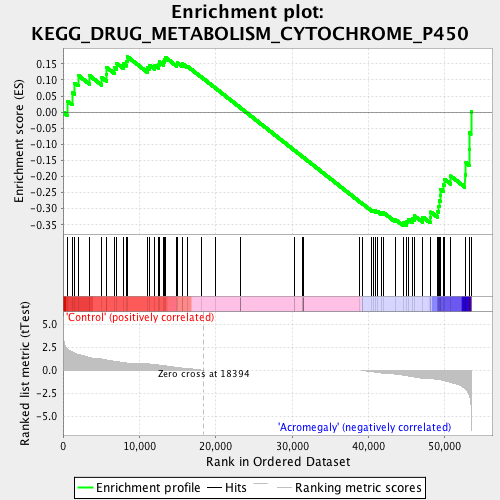 Enrichment plot:
KEGG_DRUG_METABOLISM_CYTOCHROME_P450
Enrichment score (ES)
0.15
0.10
0.05
0.00
-0.05
-0.10
-0.15
-0.20
-0.25
-0.30
-0.35
'Control' (positively correlated)
Ranked list metric (tTest)
5.0
2.5
0.0
-2.5
-5.0
Zero cross at 18394
'Acromegaly' (negatively correlated)
0
10,000
20,000
30,000
40,000
50,000
Rank in Ordered Dataset
Enrichment profile
Hits
Ranking metric scores